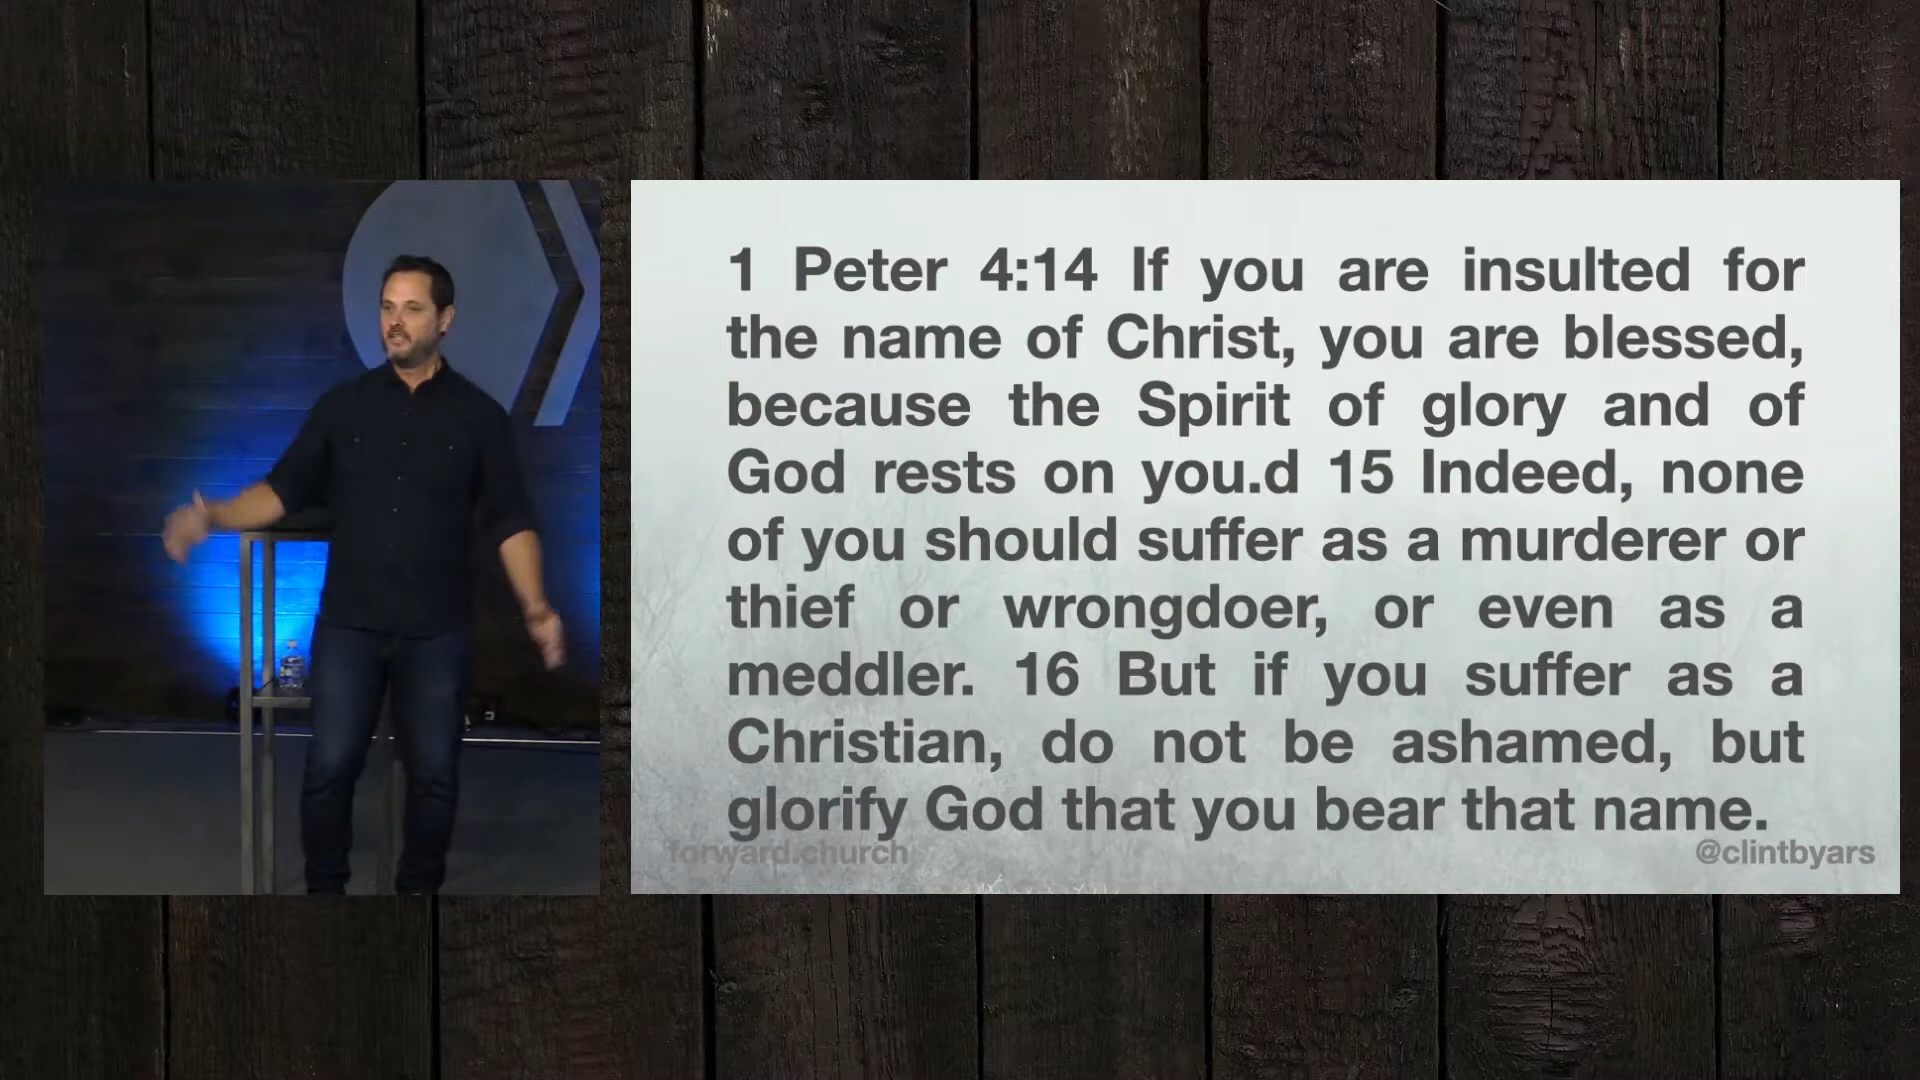 1 Peter 4:14 If you are insulted for
the name of Christ, you are blessed,
because the Spirit of glory and of
God rests on you.d 15 Indeed, none
of you should suffer as a murderer or
thief or wrongdoer, or even as a
meddler. 16 But if you suffer as a
Christian, do not be ashamed, but
glorify God that you bear that name.
forward.church
@clintbyars